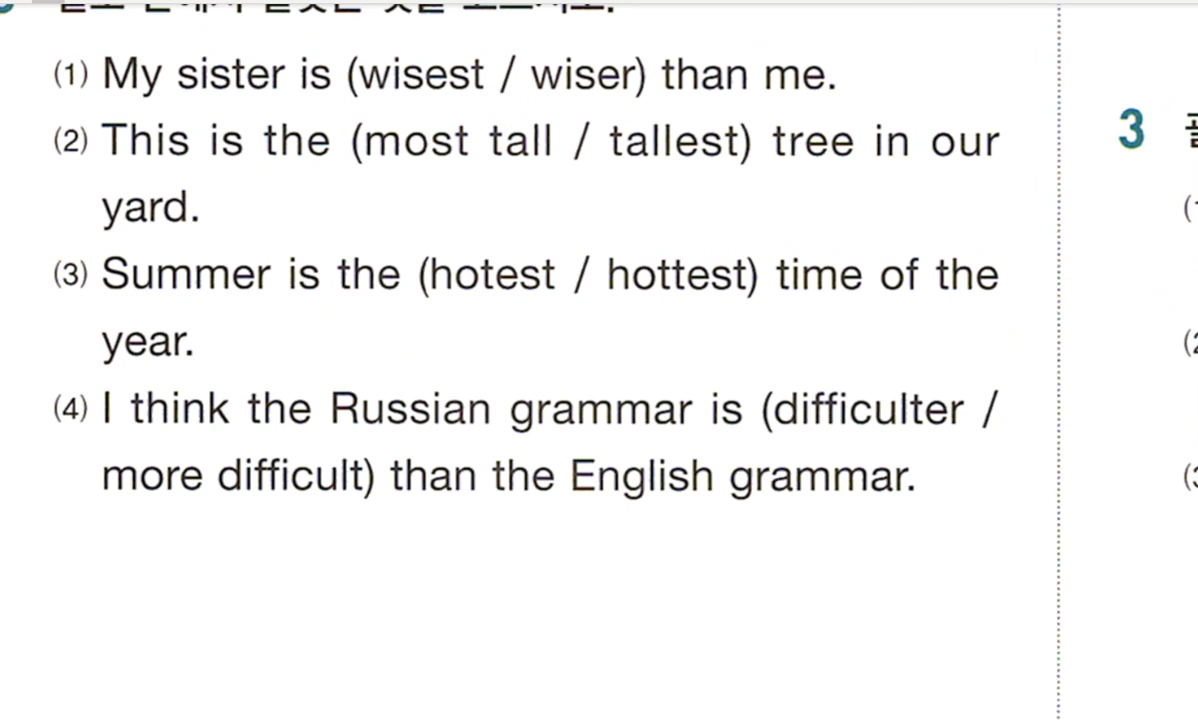 (1) My sister is (wisest / wiser) than me.
(2) This is the (most tall / tallest) tree in our
yard.
(3) Summer is the (hotest / hottest) time of the
year.
(4) I think the Russian grammar is (difficulter /
more difficult) than the English grammar.
3